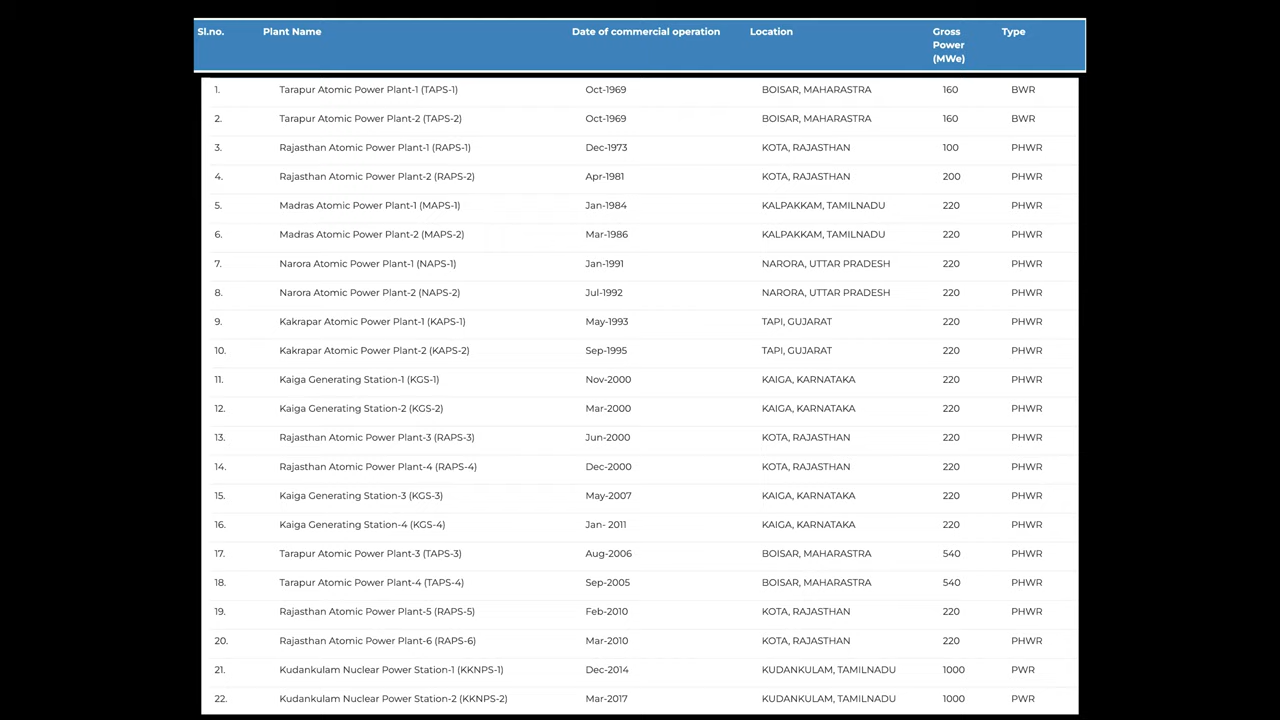 Sl.no. Plant Name Date of commercial operation Location Gross Power (MWe) Type
1. Tarapur Atomic Power Plant-1 (TAPS-1) Oct-1969 BOISAR, MAHARASTRA 160 BWR
2. Tarapur Atomic Power Plant-2 (TAPS-2) Oct-1969 BOISAR, MAHARASTRA 160 BWR
3. Rajasthan Atomic Power Plant-1 (RAPS-1) Dec-1973 KOTA, RAJASTHAN 100 PHWR
4. Rajasthan Atomic Power Plant-2 (RAPS-2) Apr-1981 KOTA, RAJASTHAN 200 PHWR
5. Madras Atomic Power Plant-1 (MAPS-1) Jan-1984 KALPAKKAM, TAMILNADU 220 PHWR
6. Madras Atomic Power Plant-2 (MAPS-2) Mar-1986 KALPAKKAM, TAMILNADU 220 PHWR
7. Narora Atomic Power Plant-1 (NAPS-1) Jan-1991 NARORA, UTTAR PRADESH 220 PHWR
8. Narora Atomic Power Plant-2 (NAPS-2) Jul-1992 NARORA, UTTAR PRADESH 220 PHWR
9. Kakrapar Atomic Power Plant-1 (KAPS-1) May-1993 TAPI, GUJARAT 220 PHWR
10. Kakrapar Atomic Power Plant-2 (KAPS-2) Sep-1995 TAPI, GUJARAT 220 PHWR
11. Kaiga Generating Station-1 (KGS-1) Nov-2000 KAIGA, KARNATAKA 220 PHWR
12. Kaiga Generating Station-2 (KGS-2) Mar-2000 KAIGA, KARNATAKA 220 PHWR
13. Rajasthan Atomic Power Plant-3 (RAPS-3) Jun-2000 KOTA, RAJASTHAN 220 PHWR
14. Rajasthan Atomic Power Plant-4 (RAPS-4) Dec-2000 KOTA, RAJASTHAN 220 PHWR
15. Kaiga Generating Station-3 (KGS-3) May-2007 KAIGA, KARNATAKA 220 PHWR
16. Kaiga Generating Station-4 (KGS-4) Jan- 2011 KAIGA, KARNATAKA 220 PHWR
17. Tarapur Atomic Power Plant-3 (TAPS-3) Aug-2006 BOISAR, MAHARASTRA 540 PHWR
18. Tarapur Atomic Power Plant-4 (TAPS-4) Sep-2005 BOISAR, MAHARASTRA 540 PHWR
19. Rajasthan Atomic Power Plant-5 (RAPS-5) Feb-2010 KOTA, RAJASTHAN 220 PHWR
20. Rajasthan Atomic Power Plant-6 (RAPS-6) Mar-2010 KOTA, RAJASTHAN 220 PHWR
21. Kudankulam Nuclear Power Station-1 (KKNPS-1) Dec-2014 KUDANKULAM, TAMILNADU 1000 PWR
22. Kudankulam Nuclear Power Station-2 (KKNPS-2) Mar-2017 KUDANKULAM, TAMILNADU 1000 PWR